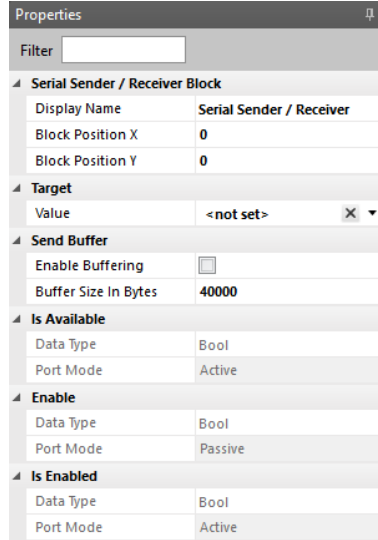 Properties
Filter
Serial Sender / Receiver Block
Display Name Serial Sender / Receiver
Block Position X 0
Block Position Y 0
Target
Value <not set>
Send Buffer
Enable Buffering
Buffer Size In Bytes 40000
Is Available
Data Type Bool
Port Mode Active
Enable
Data Type Bool
Port Mode Passive
Is Enabled
Data Type Bool
Port Mode Active